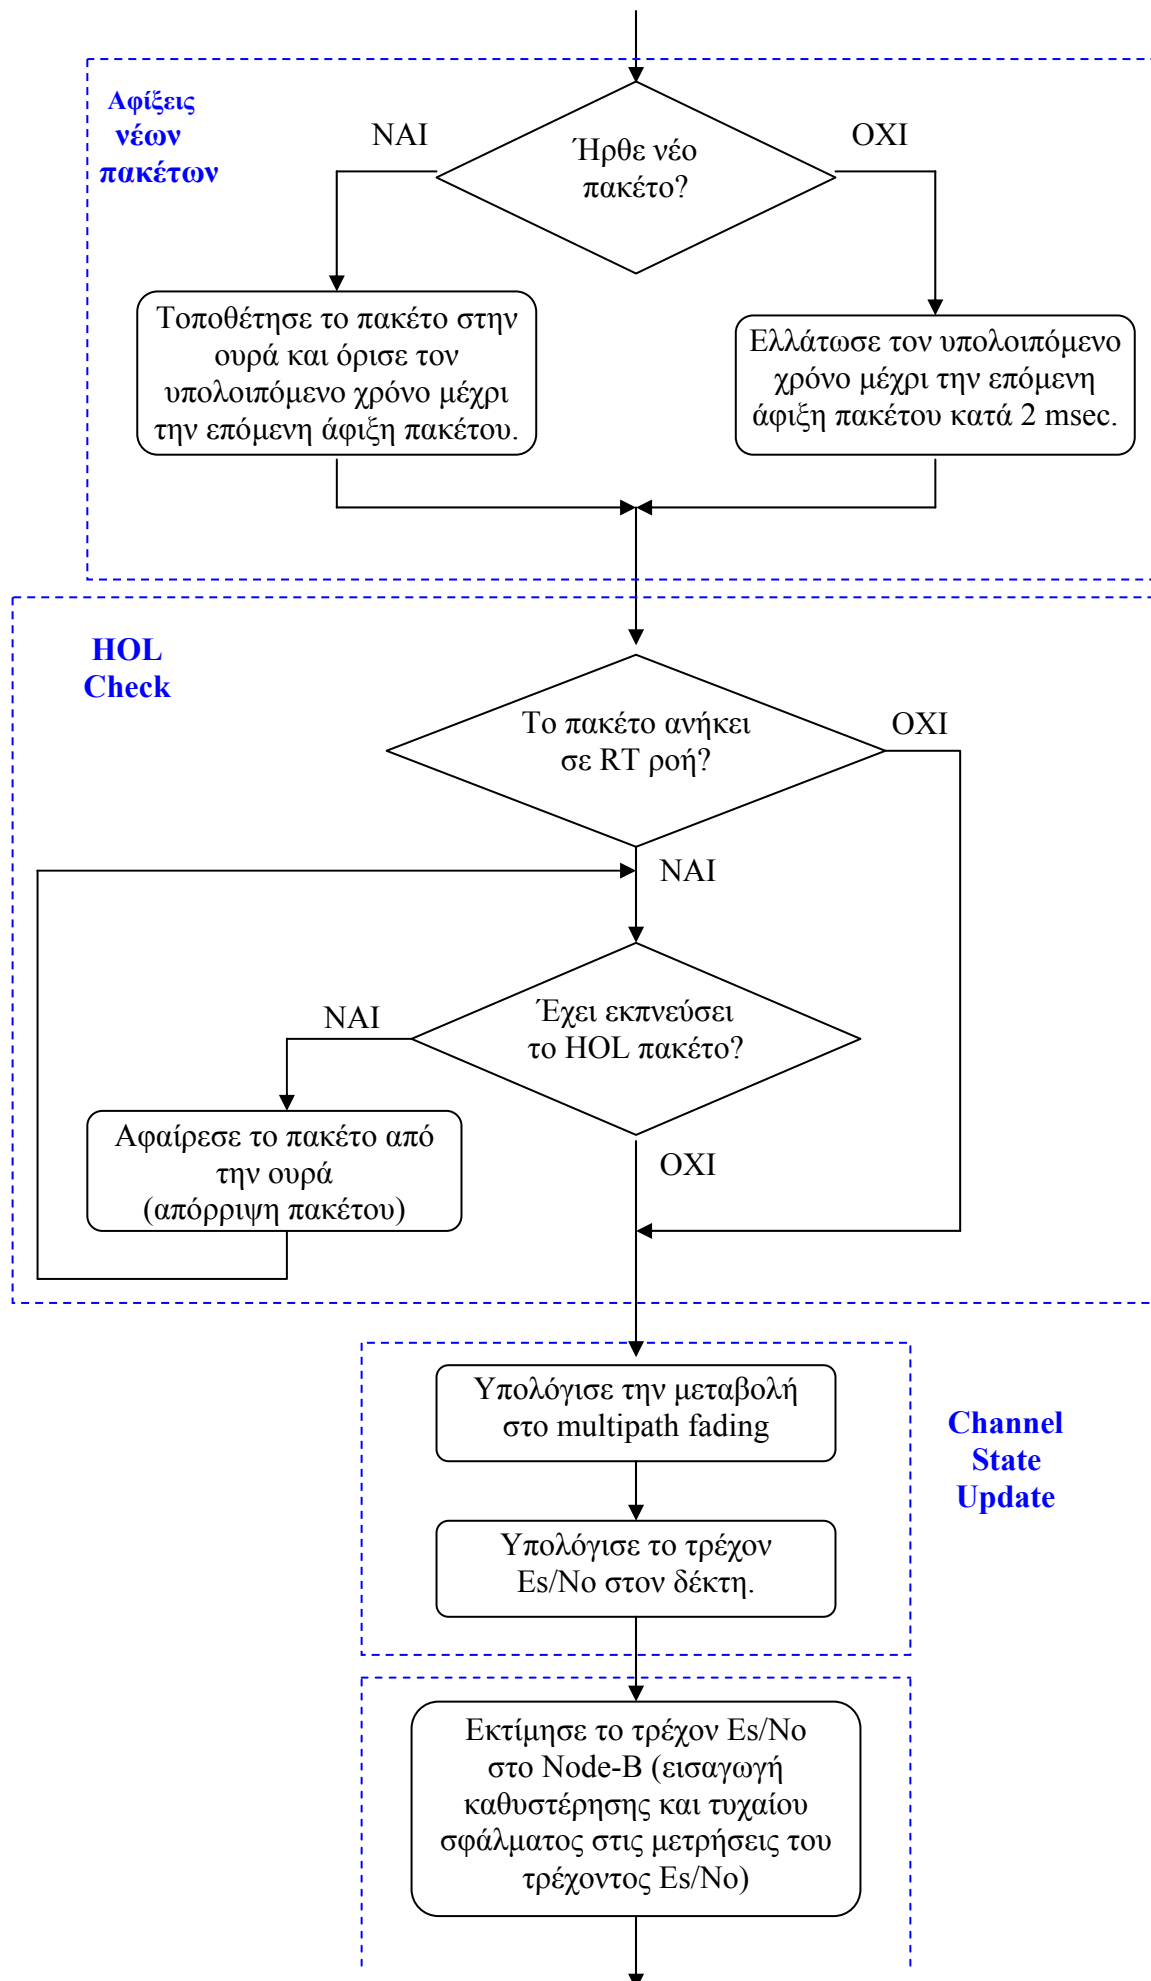 Αφίξεις
νέων
πακέτων
ΝΑΙ
ΟΧΙ
Ήρθε νέο
πακέτο?
Τοποθέτησε το πακέτο στην
ουρά και όρισε τον
υπολοιπόμενο χρόνο μέχρι
την επόμενη άφιξη πακέτου.
Ελλάτωσε τον υπολοιπόμενο
χρόνο μέχρι την επόμενη
άφιξη πακέτου κατά 2 msec.
HOL
Check
Το πακέτο ανήκει
σε RT ροή?
ΟΧΙ
ΝΑΙ
Έχει εκπνεύσει
το HOL πακέτο?
ΝΑΙ
Αφαίρεσε το πακέτο από
την ουρά
(απόρριψη πακέτου)
ΟΧΙ
Υπολόγισε την μεταβολή
στο multipath fading
Channel
State
Update
Υπολόγισε το τρέχον
Es/No στον δέκτη.
Εκτίμησε το τρέχον Es/No
στο Node-B (εισαγωγή
καθυστέρησης και τυχαίου
σφάλματος στις μετρήσεις του
τρέχοντος Es/No)